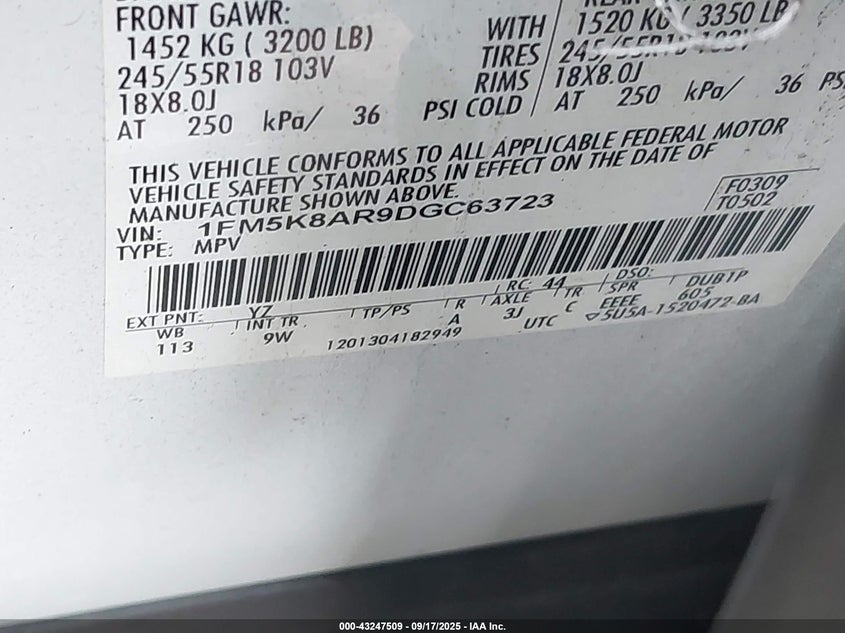 FRONT GAWR:
1452 KG ( 3200 LB)
245/55R18 103V
18X8.0J
AT 250 kPa/ 36 PSI COLD
WITH
TIRES
RIMS
1520 KG ( 3350 LB
245/55R18 103V
18X8.0J
AT 250 kPa/ 36 PS
THIS VEHICLE CONFORMS TO ALL APPLICABLE FEDERAL MOTOR
VEHICLE SAFETY STANDARDS IN EFFECT ON THE DATE OF
MANUFACTURE SHOWN ABOVE.
VIN: 1FM5K8AR9DGC63723
TYPE: MPV
F0309
T0502
EXT PNT: YZ RC: 44 DSO:
WB INT TR TP/PS R AXLE TR SPR DUB1P
113 9W A 3J C EEEE 605
1201304182949 UTC 5U5A-1520472-BA
000-43247509 - 09/17/2025 - IAA Inc.